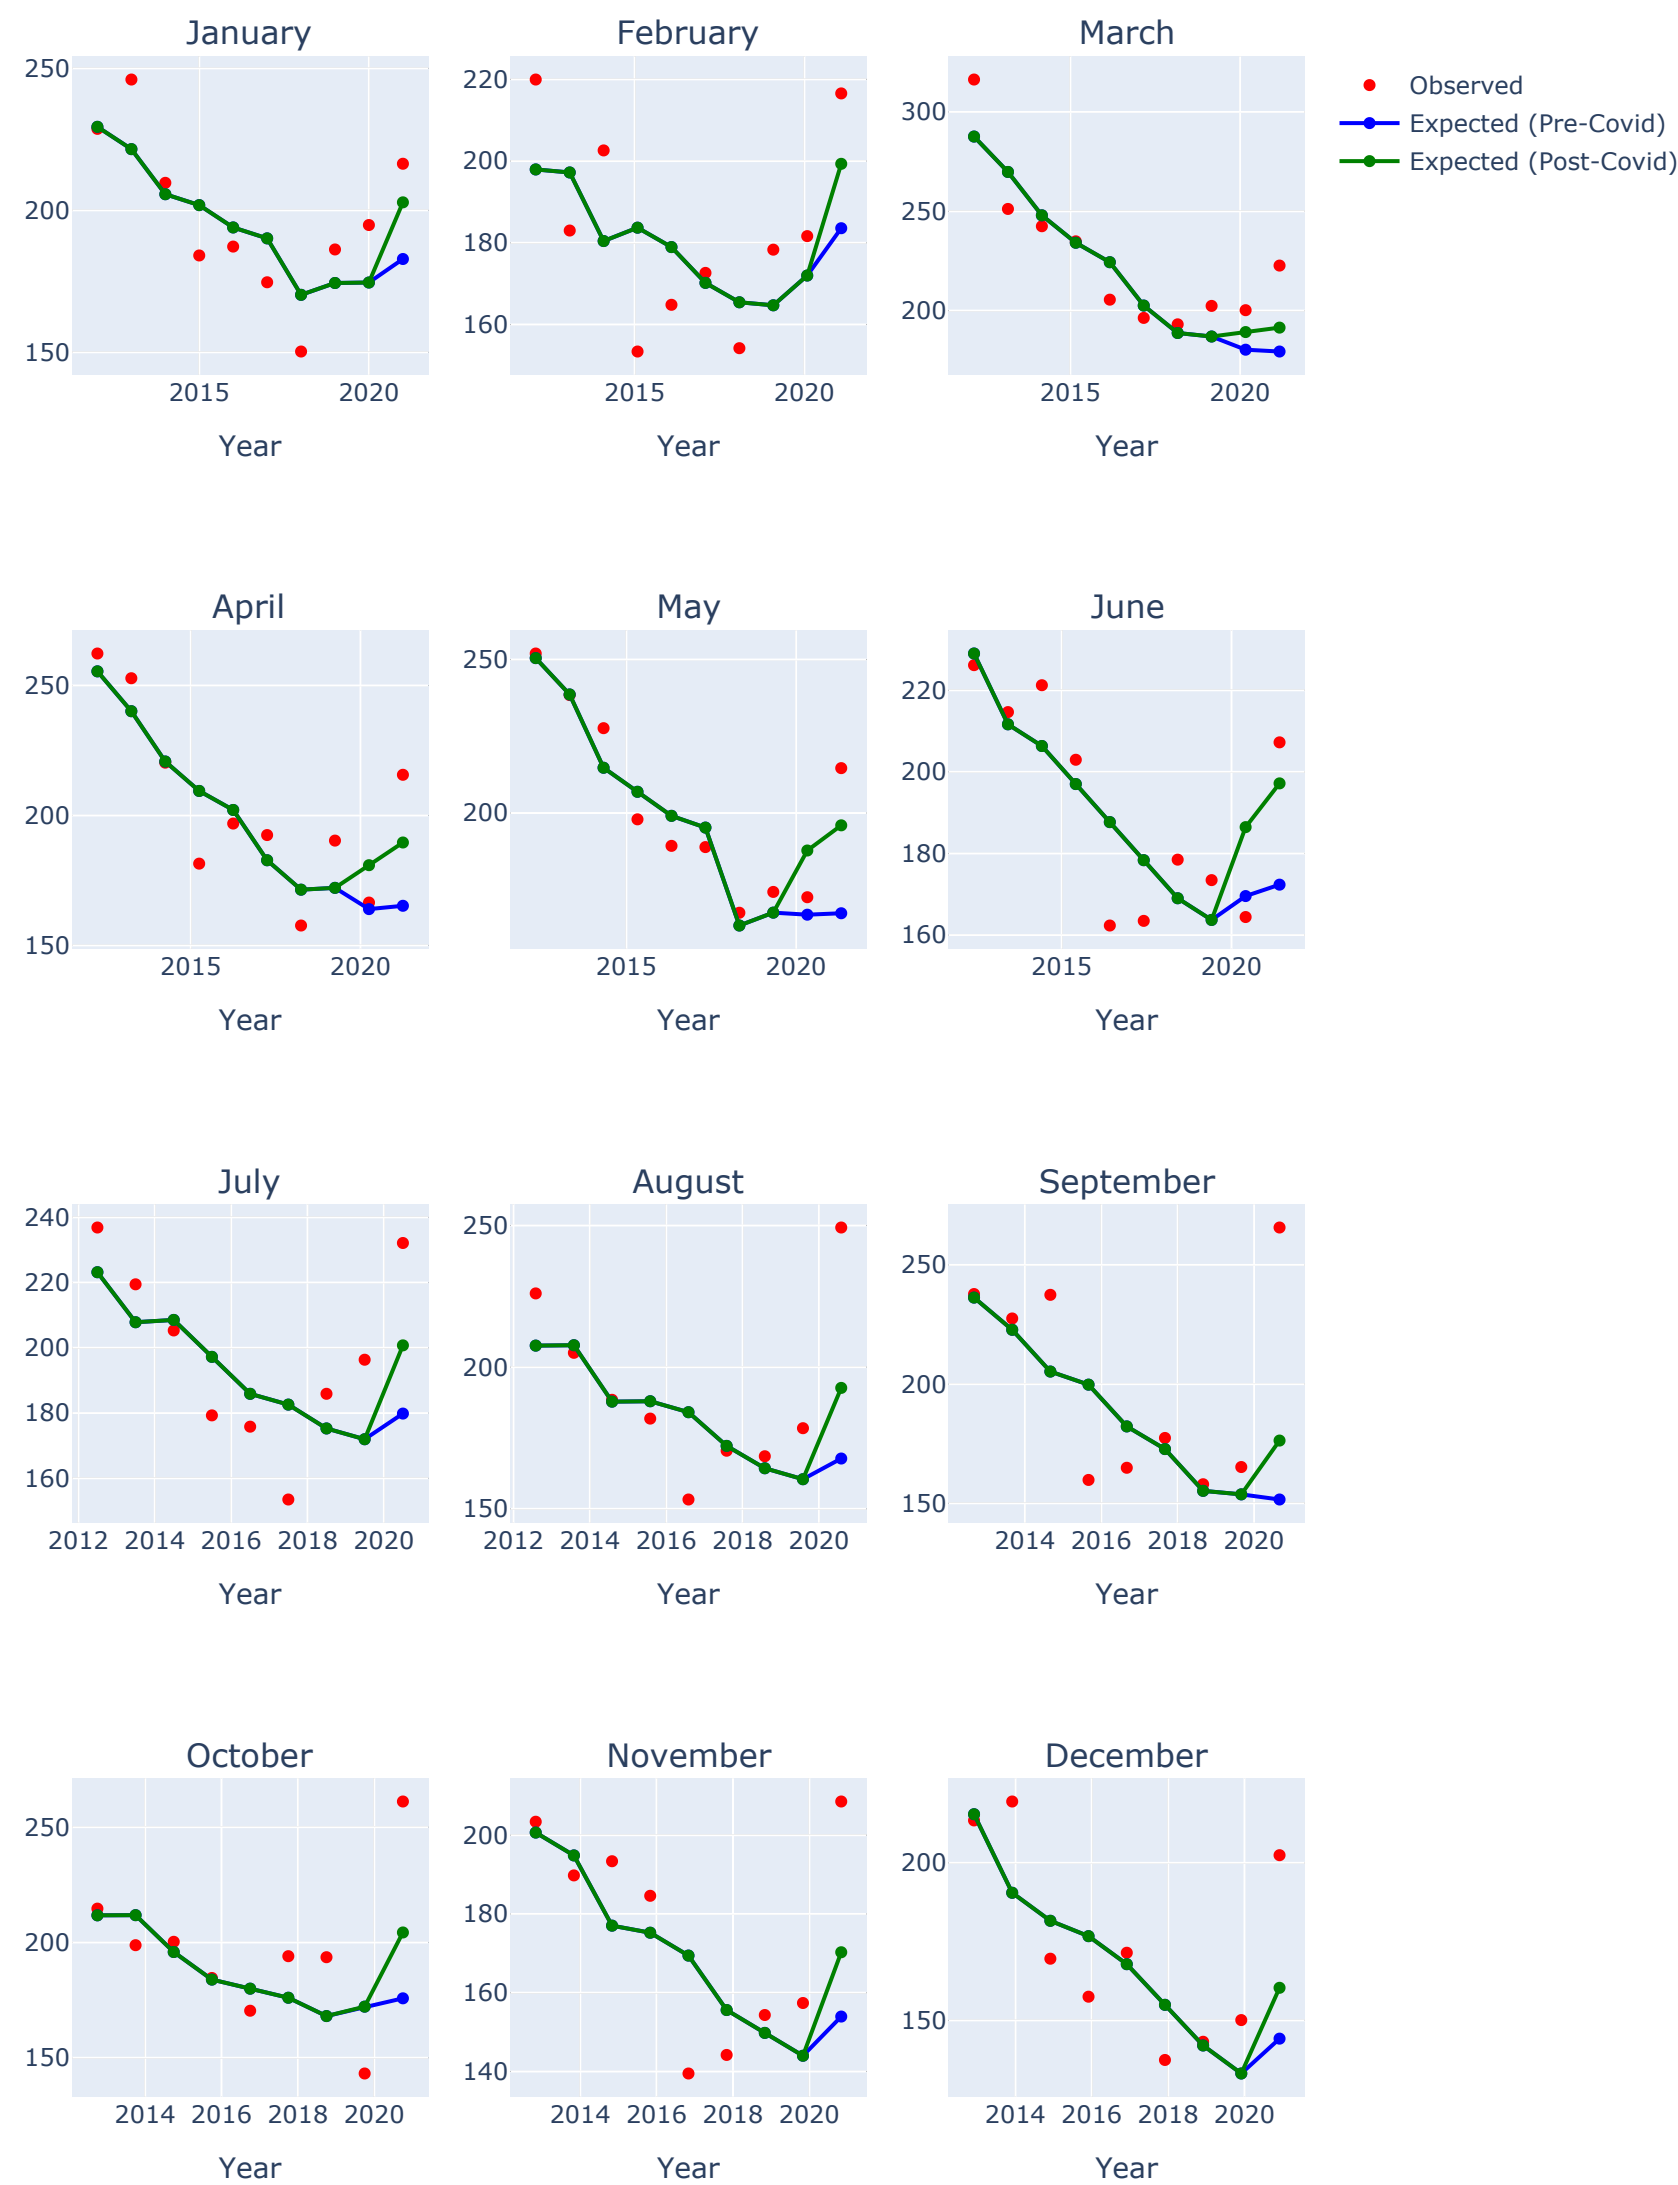 January February March
250
200
150
2015 2020
Year
220
200
180
160
2015 2020
Year
300
250
200
2015 2020
Year
Observed
Expected (Pre-Covid)
Expected (Post-Covid)
April May June
250
200
150
2015 2020
Year
250
200
2015 2020
Year
220
200
180
160
2015 2020
Year
July August September
240
220
200
180
160
2012 2014 2016 2018 2020
Year
250
200
150
2012 2014 2016 2018 2020
Year
250
200
150
2014 2016 2018 2020
Year
October November December
250
200
150
2014 2016 2018 2020
Year
200
180
160
140
2014 2016 2018 2020
Year
200
150
2014 2016 2018 2020
Year